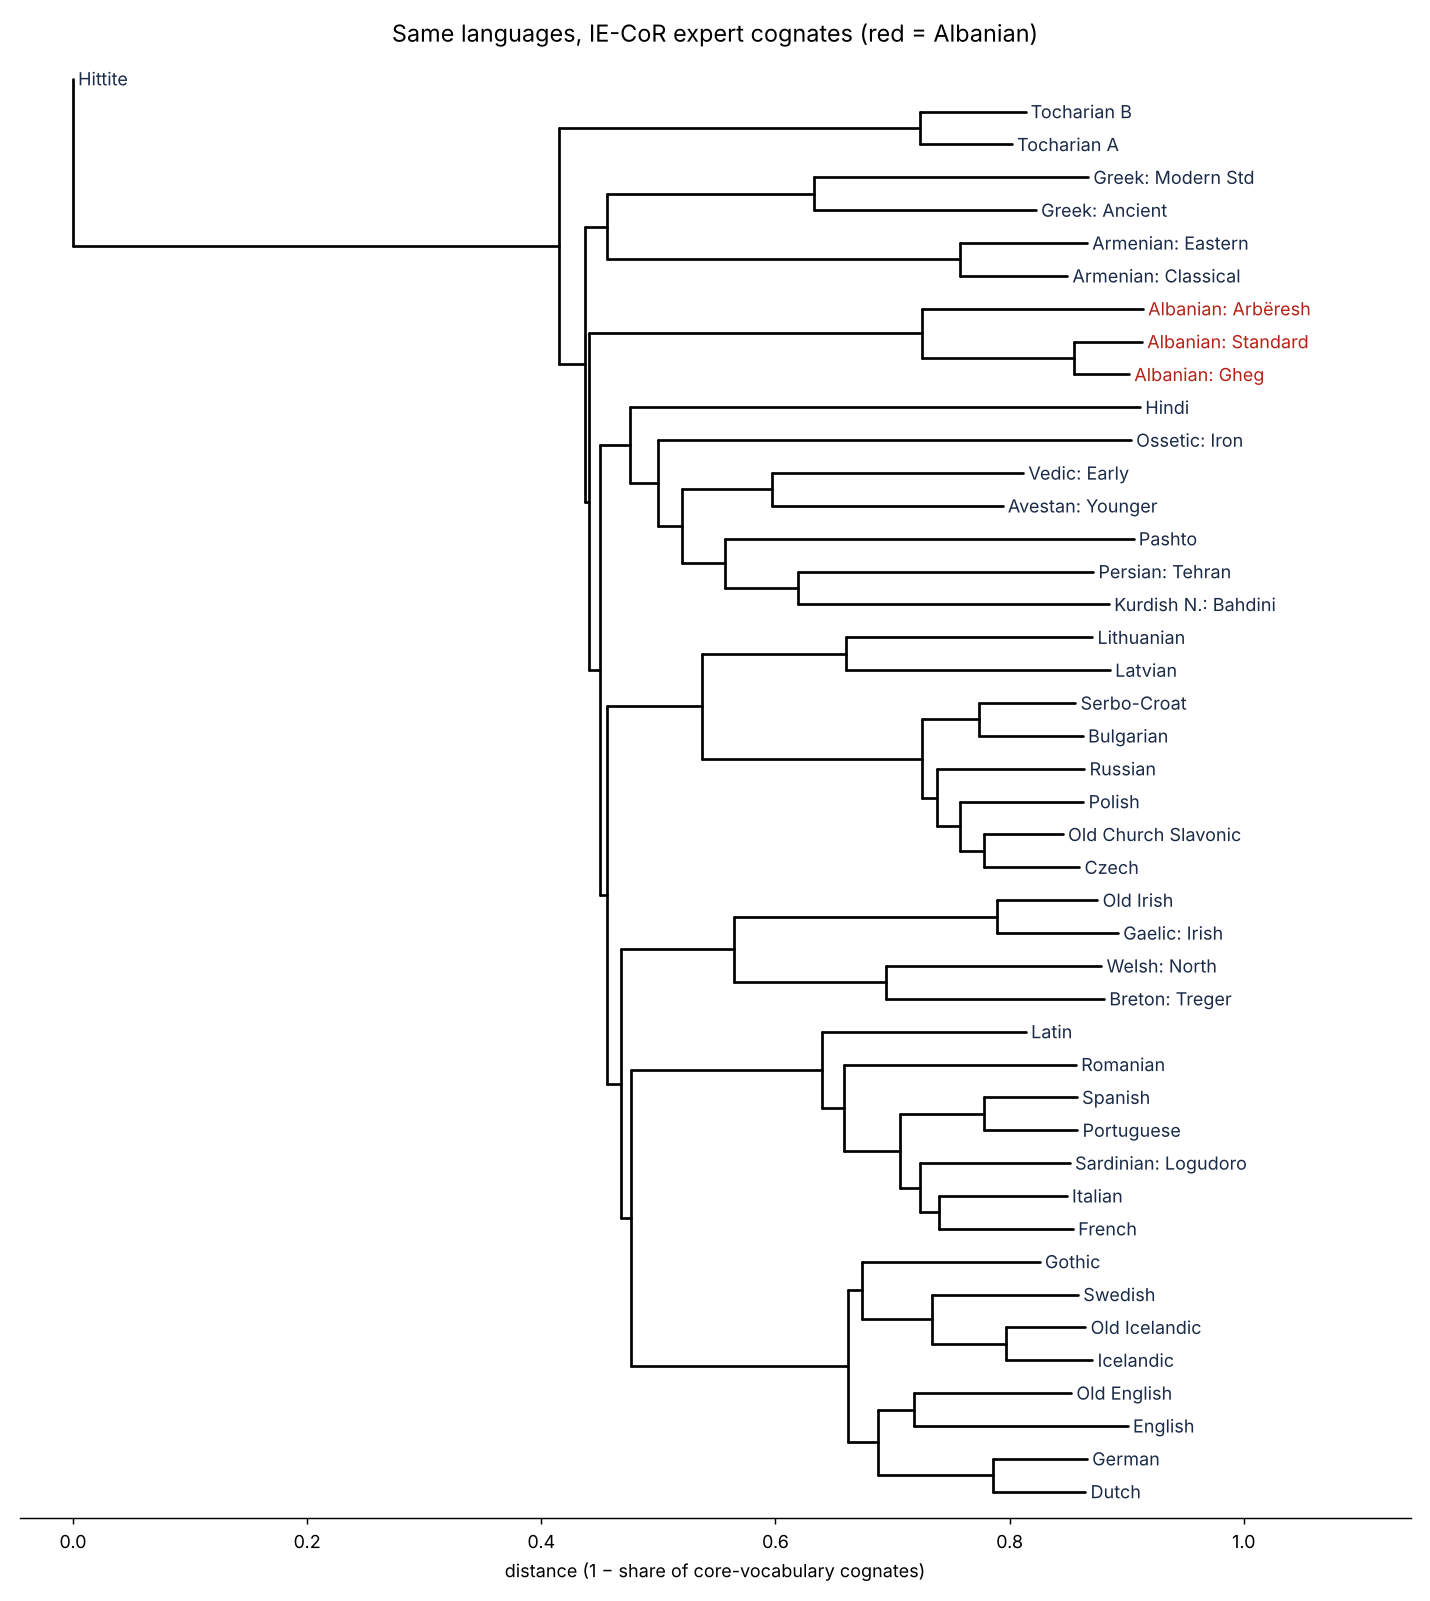 Same languages, IE-CoR expert cognates (red = Albanian)
Hittite
Tocharian B
Tocharian A
Greek: Modern Std
Greek: Ancient
Armenian: Eastern
Armenian: Classical
Albanian: Arbëresh
Albanian: Standard
Albanian: Gheg
Hindi
Ossetic: Iron
Vedic: Early
Avestan: Younger
Pashto
Persian: Tehran
Kurdish N.: Bahdini
Lithuanian
Latvian
Serbo-Croat
Bulgarian
Russian
Polish
Old Church Slavonic
Czech
Old Irish
Gaelic: Irish
Welsh: North
Breton: Treger
Latin
Romanian
Spanish
Portuguese
Sardinian: Logudoro
Italian
French
Gothic
Swedish
Old Icelandic
Icelandic
Old English
English
German
Dutch
0.0 0.2 0.4 0.6 0.8 1.0
distance (1 − share of core-vocabulary cognates)